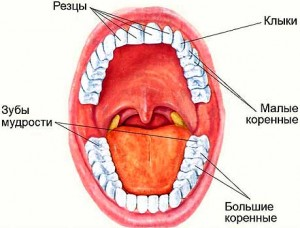 Резцы
Клыки
Малые
коренные
Зубы
мудрости
Большие
коренные